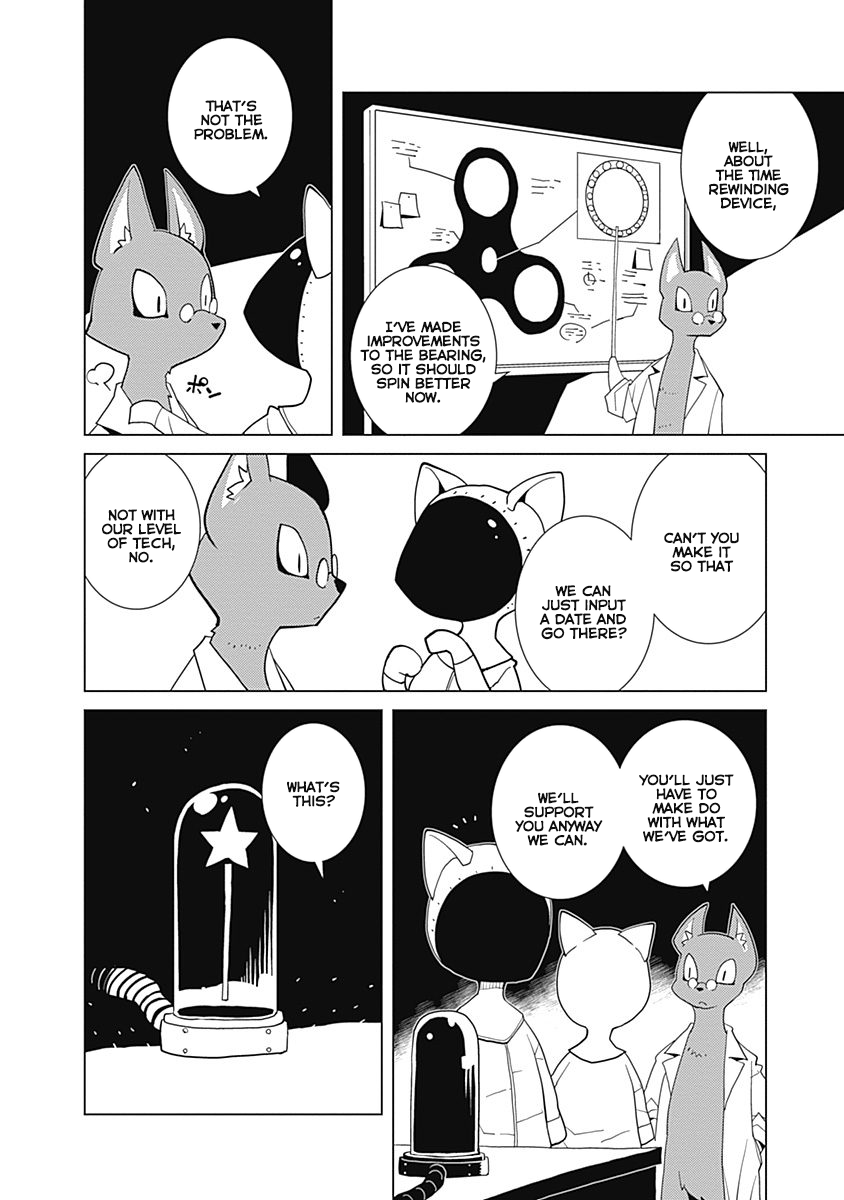 WELL,
ABOUT
THE TIME
REWINDING
DEVICE,
I'VE MADE
IMPROVEMENTS
TO THE BEARING,
SO IT SHOULD
SPIN BETTER
NOW.
THAT'S
NOT THE
PROBLEM.
ポン
CAN'T YOU
MAKE IT
SO THAT
WE CAN
JUST INPUT
A DATE AND
GO THERE?
NOT WITH
OUR LEVEL
OF TECH,
NO.
YOU'LL JUST
HAVE TO
MAKE DO
WITH WHAT
WE'VE GOT.
WE'LL
SUPPORT
YOU ANYWAY
WE CAN.
WHAT'S
THIS?